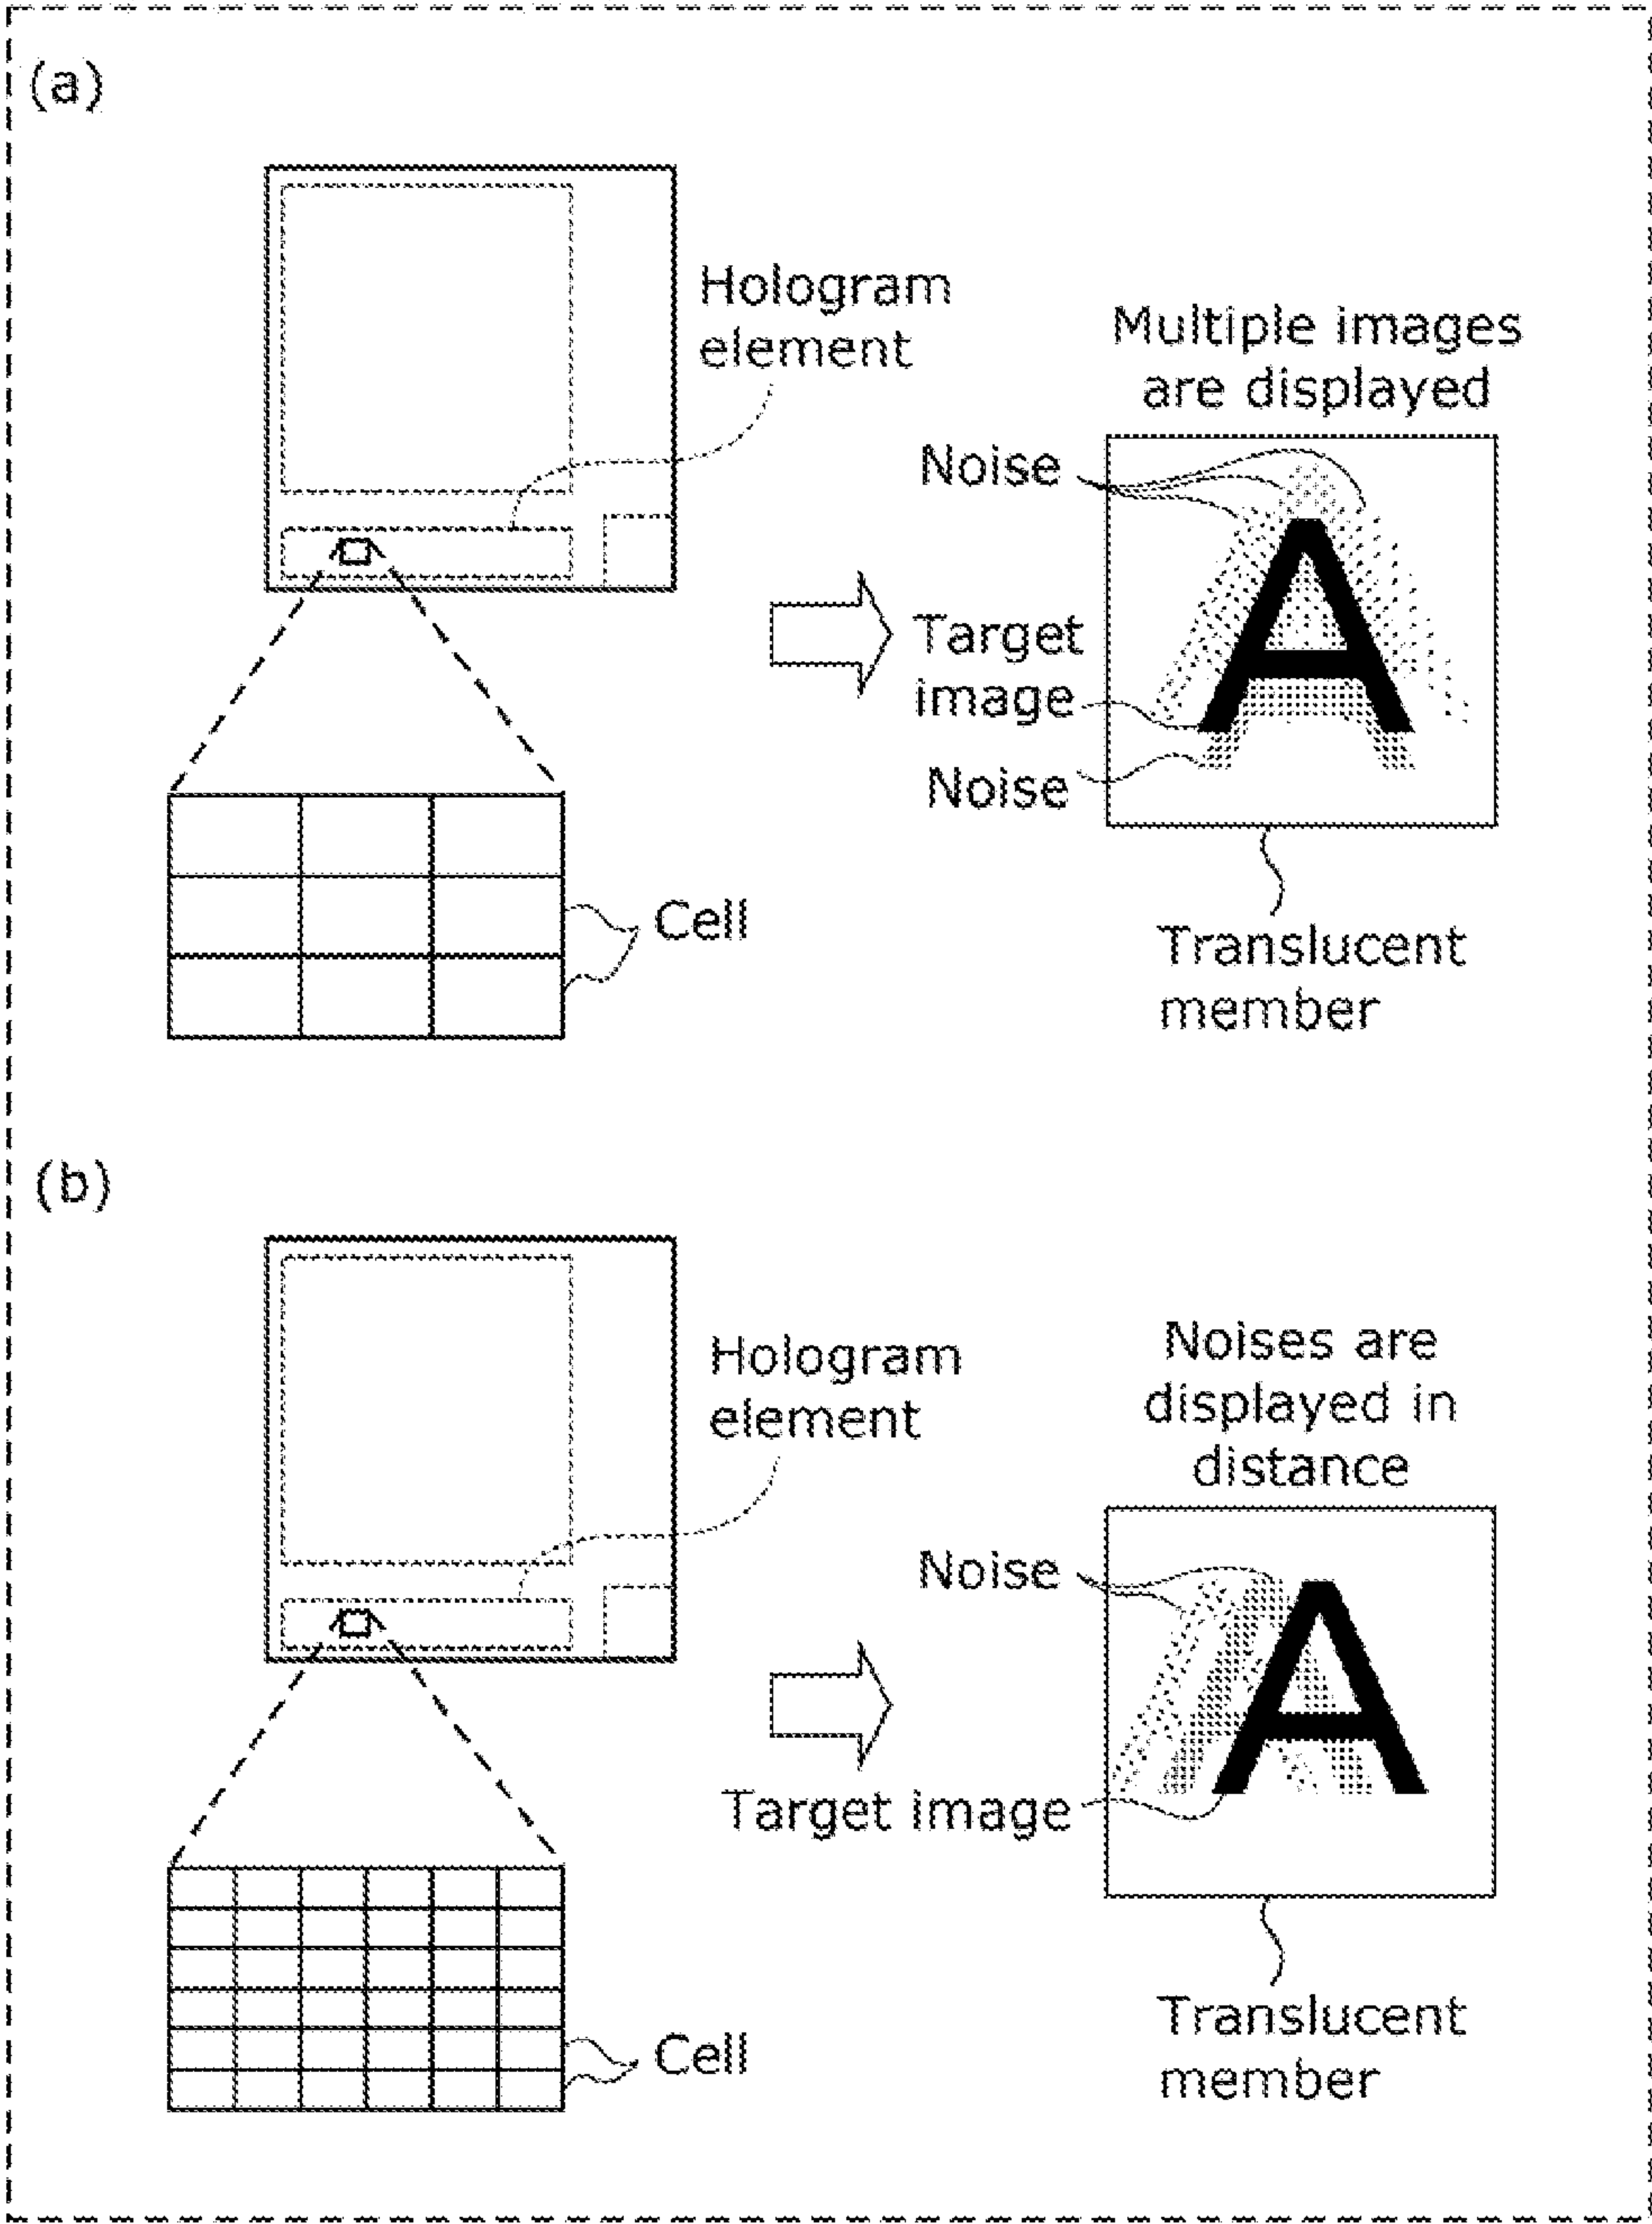 (a)
Hologram
element
Multiple images
are displayed
Noise
Target
image
Noise
A
Cell
Translucent
member
(b)
Hologram
element
Noises are
displayed in
distance
Noise
A
Target image
Cell
Translucent
member